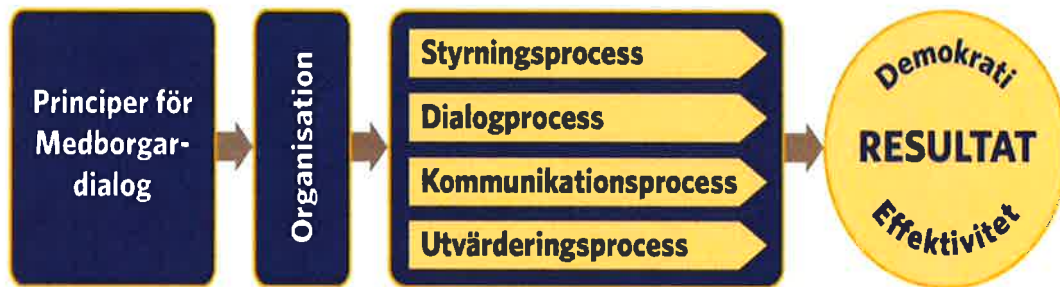 Principer för
Medborgar-
dialog
Organisation
Styrningsprocess
Dialogprocess
Kommunikationsprocess
Utvärderingsprocess
Demokrati
RESULTAT
Effektivitet